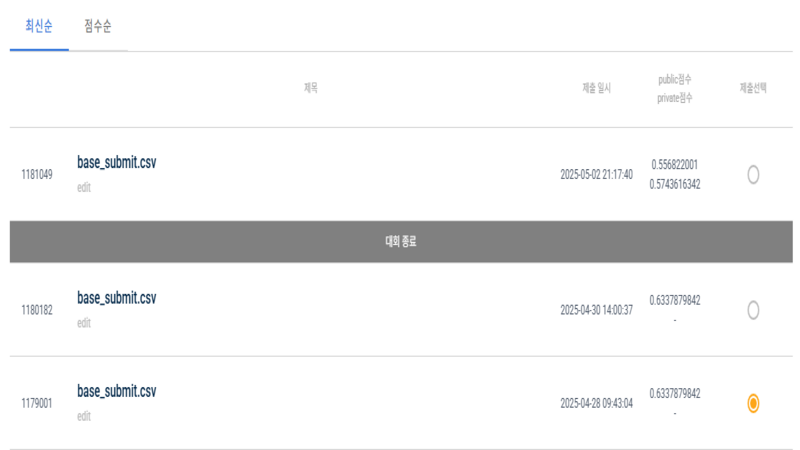 최신순 점수순
제목 제출 일시 public점수 제출선택
private점수
1181049 base_submit.csv 2025-05-02 21:17:40 0.556822001
edit 0.5743616342
대회 종료
1180182 base_submit.csv 2025-04-30 14:00:37 0.6337879842
edit -
1179001 base_submit.csv 2025-04-28 09:43:04 0.6337879842
edit -